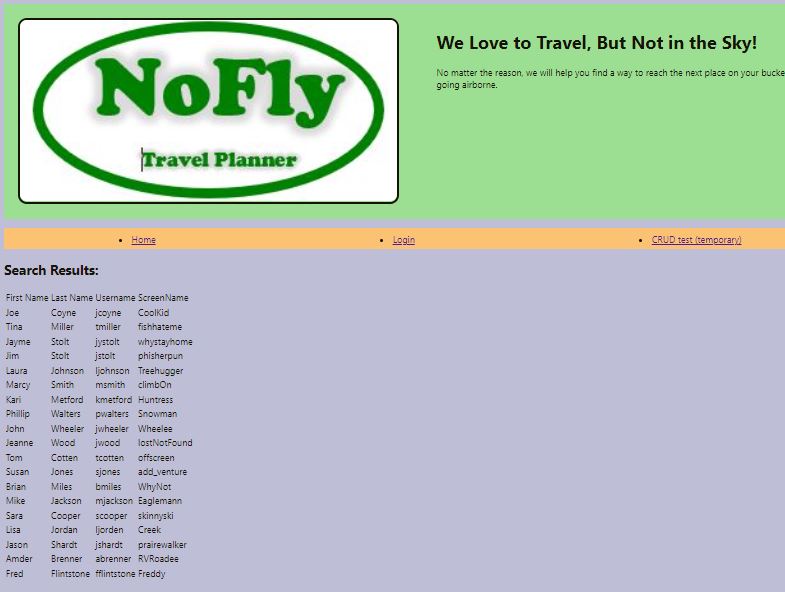 NoFly
Travel Planner
We Love to Travel, But Not in the Sky!
No matter the reason, we will help you find a way to reach the next place on your bucke
going airborne.
Home
Login
CRUD test (temporary)
Search Results:
First Name Last Name Username ScreenName
Joe Coyne jcoyne CoolKid
Tina Miller tmiller fishhateme
Jayme Stolt jystolt whystayhome
Jim Stolt jstolt phisherpun
Laura Johnson ljohnson Treehugger
Marcy Smith msmith climbOn
Kari Metford kmetford Huntress
Phillip Walters pwalters Snowman
John Wheeler jwheeler Wheelee
Jeanne Wood jwood lostNotFound
Tom Cotten tcotten offscreen
Susan Jones sjones add_venture
Brian Miles bmiles WhyNot
Mike Jackson mjackson Eaglemann
Sara Cooper scooper skinnyski
Lisa Jordan ljorden Creek
Jason Shardt jshardt prairewalker
Amder Brenner abrenner RVRoadee
Fred Flintstone fflintstone Freddy